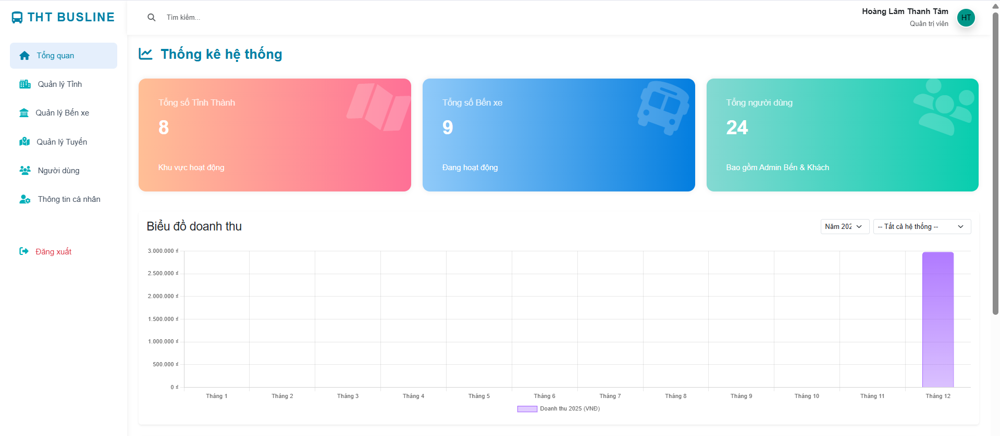 THT BUSLINE
Tìm kiếm...
Hoàng Lâm Thanh Tâm
Quản trị viên
HT
Tổng quan
Quản lý Tỉnh
Quản lý Bến xe
Quản lý Tuyến
Người dùng
Thông tin cá nhân
Đăng xuất
Thống kê hệ thống
Tổng số Tỉnh Thành
8
Khu vực hoạt động
Tổng số Bến xe
9
Đang hoạt động
Tổng người dùng
24
Bao gồm Admin Bến & Khách
Biểu đồ doanh thu
Năm 202
-- Tất cả hệ thống --
3.000.000 ₫
2.500.000 ₫
2.000.000 ₫
1.500.000 ₫
1.000.000 ₫
500.000 ₫
0 ₫
Tháng 1
Tháng 2
Tháng 3
Tháng 4
Tháng 5
Tháng 6
Tháng 7
Tháng 8
Tháng 9
Tháng 10
Tháng 11
Tháng 12
Doanh thu 2025 (VNĐ)